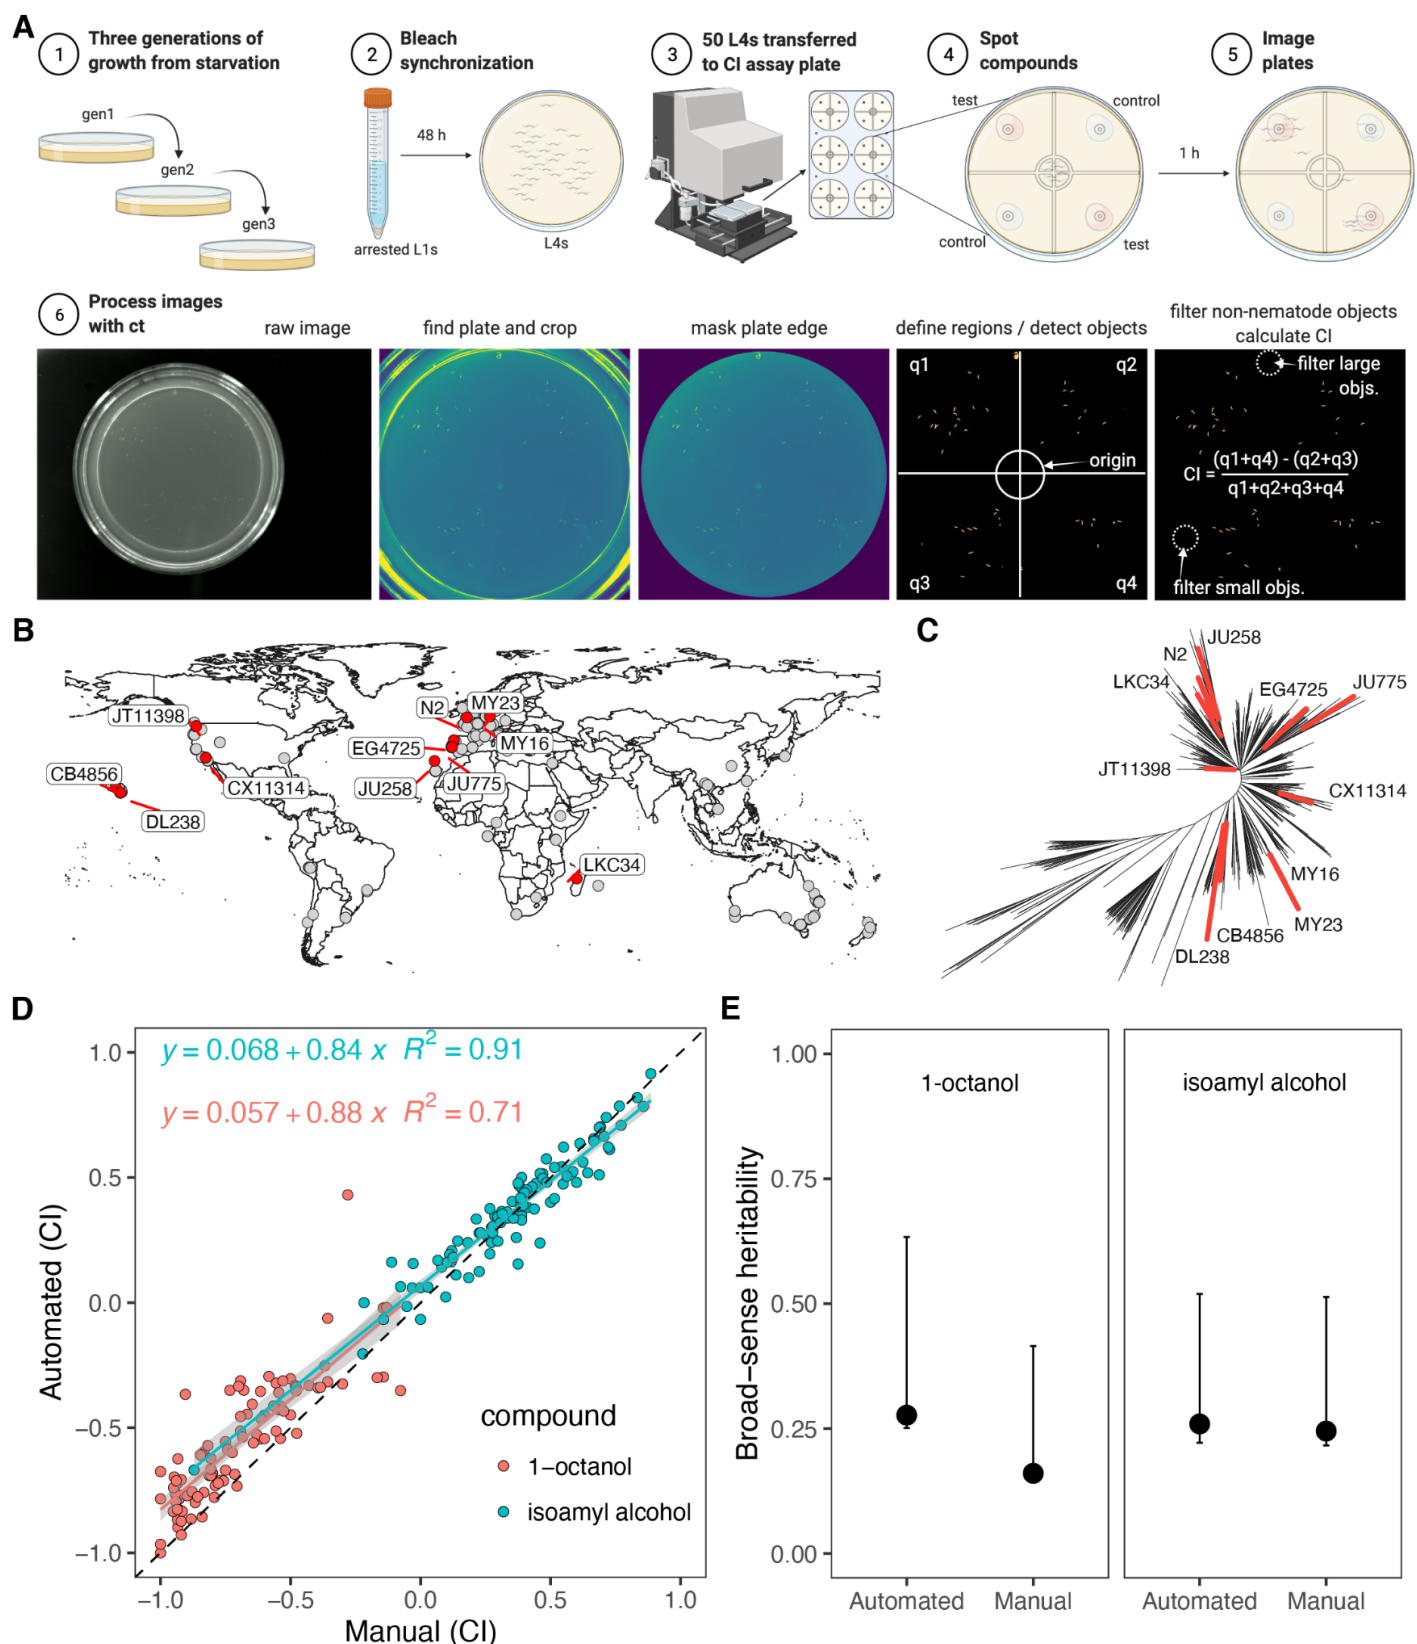 A
1 Three generations of
growth from starvation
2 Bleach
synchronization
3 50 L4s transferred
to CI assay plate
4 Spot
compounds
5 Image
plates
gen1
gen2
gen3
48 h
arrested L1s
L4s
test
control
control
test
1 h
6 Process images
with ct
raw image
find plate and crop
mask plate edge
define regions / detect objects
filter non-nematode objects
calculate CI
q1
q2
origin
q3
q4
filter large
objs.
CI = (q1+q4) - (q2+q3)
q1+q2+q3+q4
filter small objs.
B
JT11398
CB4856
DL238
CX11314
N2
MY23
EG4725
MY16
JU258
JU775
LKC34
C
JU258
N2
LKC34
EG4725
JU775
JT11398
CX11314
MY16
MY23
CB4856
DL238
D
y = 0.068 + 0.84 x R² = 0.91
y = 0.057 + 0.88 x R² = 0.71
Automated (CI)
1.0
0.5
0.0
−0.5
−1.0
compound
1−octanol
isoamyl alcohol
−1.0
−0.5
0.0
0.5
1.0
Manual (CI)
E
Broad−sense heritability
1.00
0.75
0.50
0.25
0.00
1-octanol
isoamyl alcohol
Automated
Manual
Automated
Manual